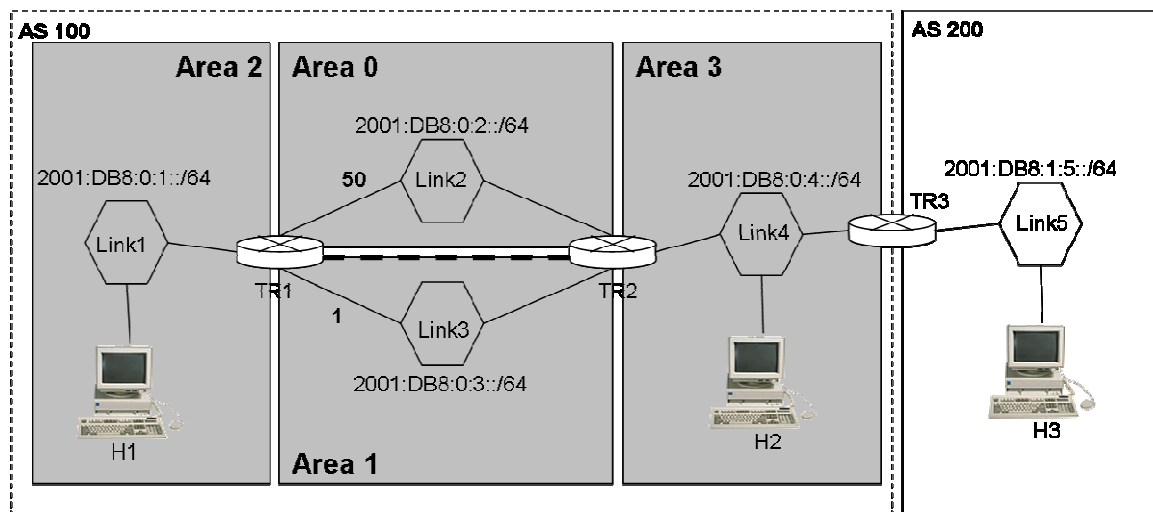 AS 100
AS 200
Area 2
Area 0
Area 3
2001:DB8:0:2::/64
2001:DB8:0:1::/64
50
Link2
2001:DB8:0:4::/64
2001:DB8:1:5::/64
TR3
Link1
Link4
Link5
TR1
TR2
1
Link3
2001:DB8:0:3::/64
H1
H2
H3
Area 1